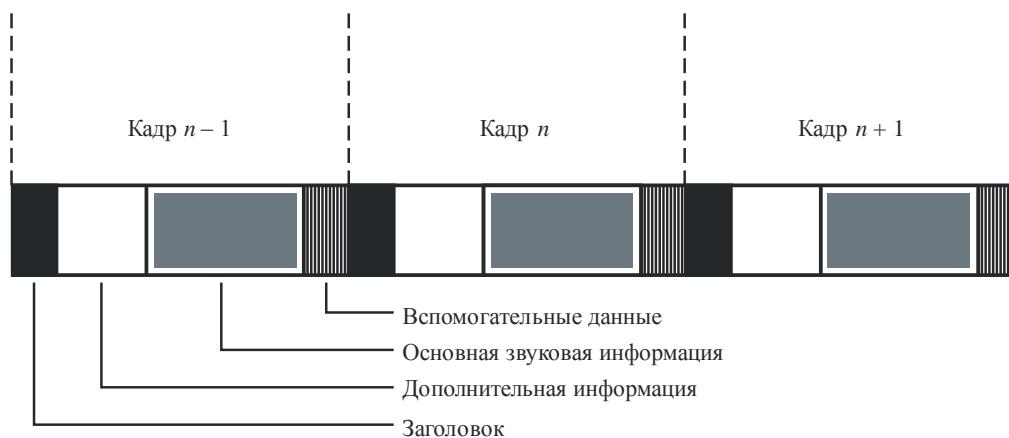 Кадр n – 1
Кадр n
Кадр n + 1
Вспомогательные данные
Основная звуковая информация
Дополнительная информация
Заголовок